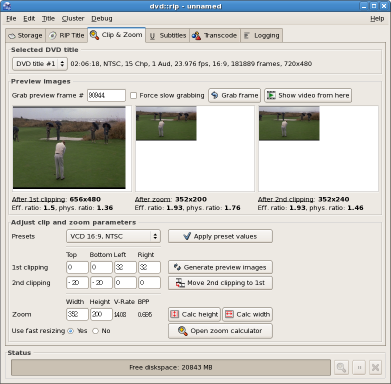 dvd::rip - unnamed
File Edit Title Cluster Debug Help
Storage RIP Title Clip & Zoom Subtitles Transcode Logging
Selected DVD title
DVD title #1 02:06:18, NTSC, 15 Chp, 1 Aud, 23.976 fps, 16:9, 181889 frames, 720x480
Preview images
Grab preview frame # 90944 Force slow grabbing Grab frame Show video from here
After 1st clipping: 656x480 After zoom: 352x200 After 2nd clipping: 352x240
Eff. ratio: 1.5, phys. ratio: 1.36 Eff. ratio: 1.93, phys. ratio: 1.76 Eff. ratio: 1.93, phys. ratio: 1.46
Adjust clip and zoom parameters
Presets VCD 16:9, NTSC Apply preset values
Top Bottom Left Right
1st clipping 0 0 32 32 Generate preview images
2nd clipping -20 -20 0 0 Move 2nd clipping to 1st
Width Height V-Rate BPP
Zoom 352 200 Calc height Calc width
Use fast resizing Yes No Open zoom calculator
Status
Free diskspace: 20843 MB